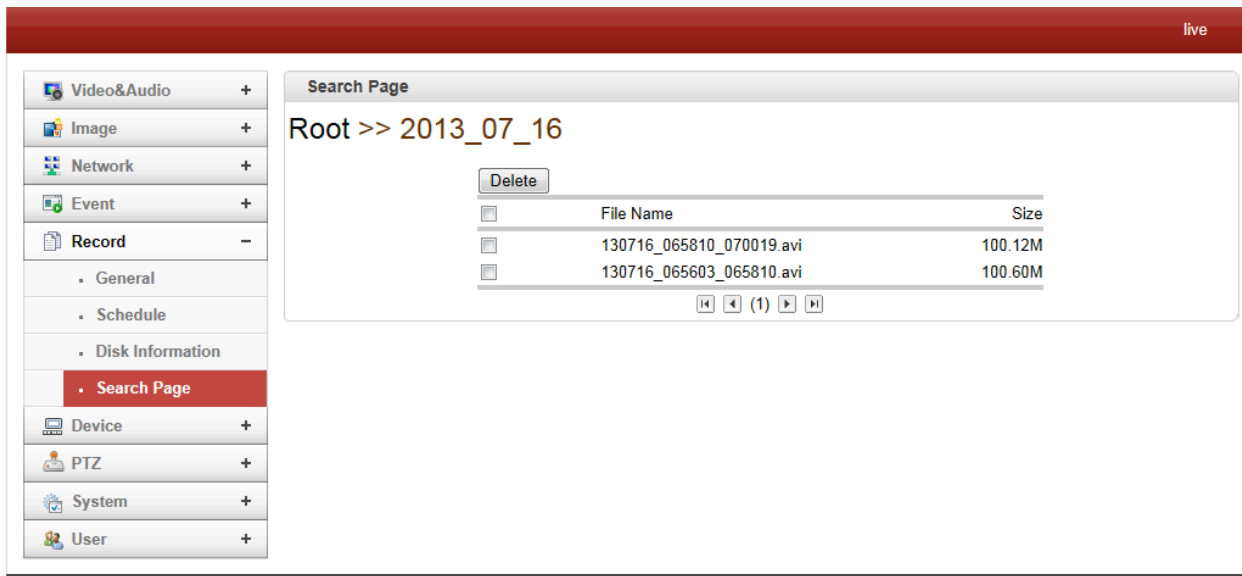 live
Video&Audio +
Image +
Network +
Event +
Record -
General
Schedule
Disk Information
Search Page
Device +
PTZ +
System +
User +
Search Page
Root >> 2013_07_16
Delete
File Name Size
130716_065810_070019.avi 100.12M
130716_065603_065810.avi 100.60M
(1)